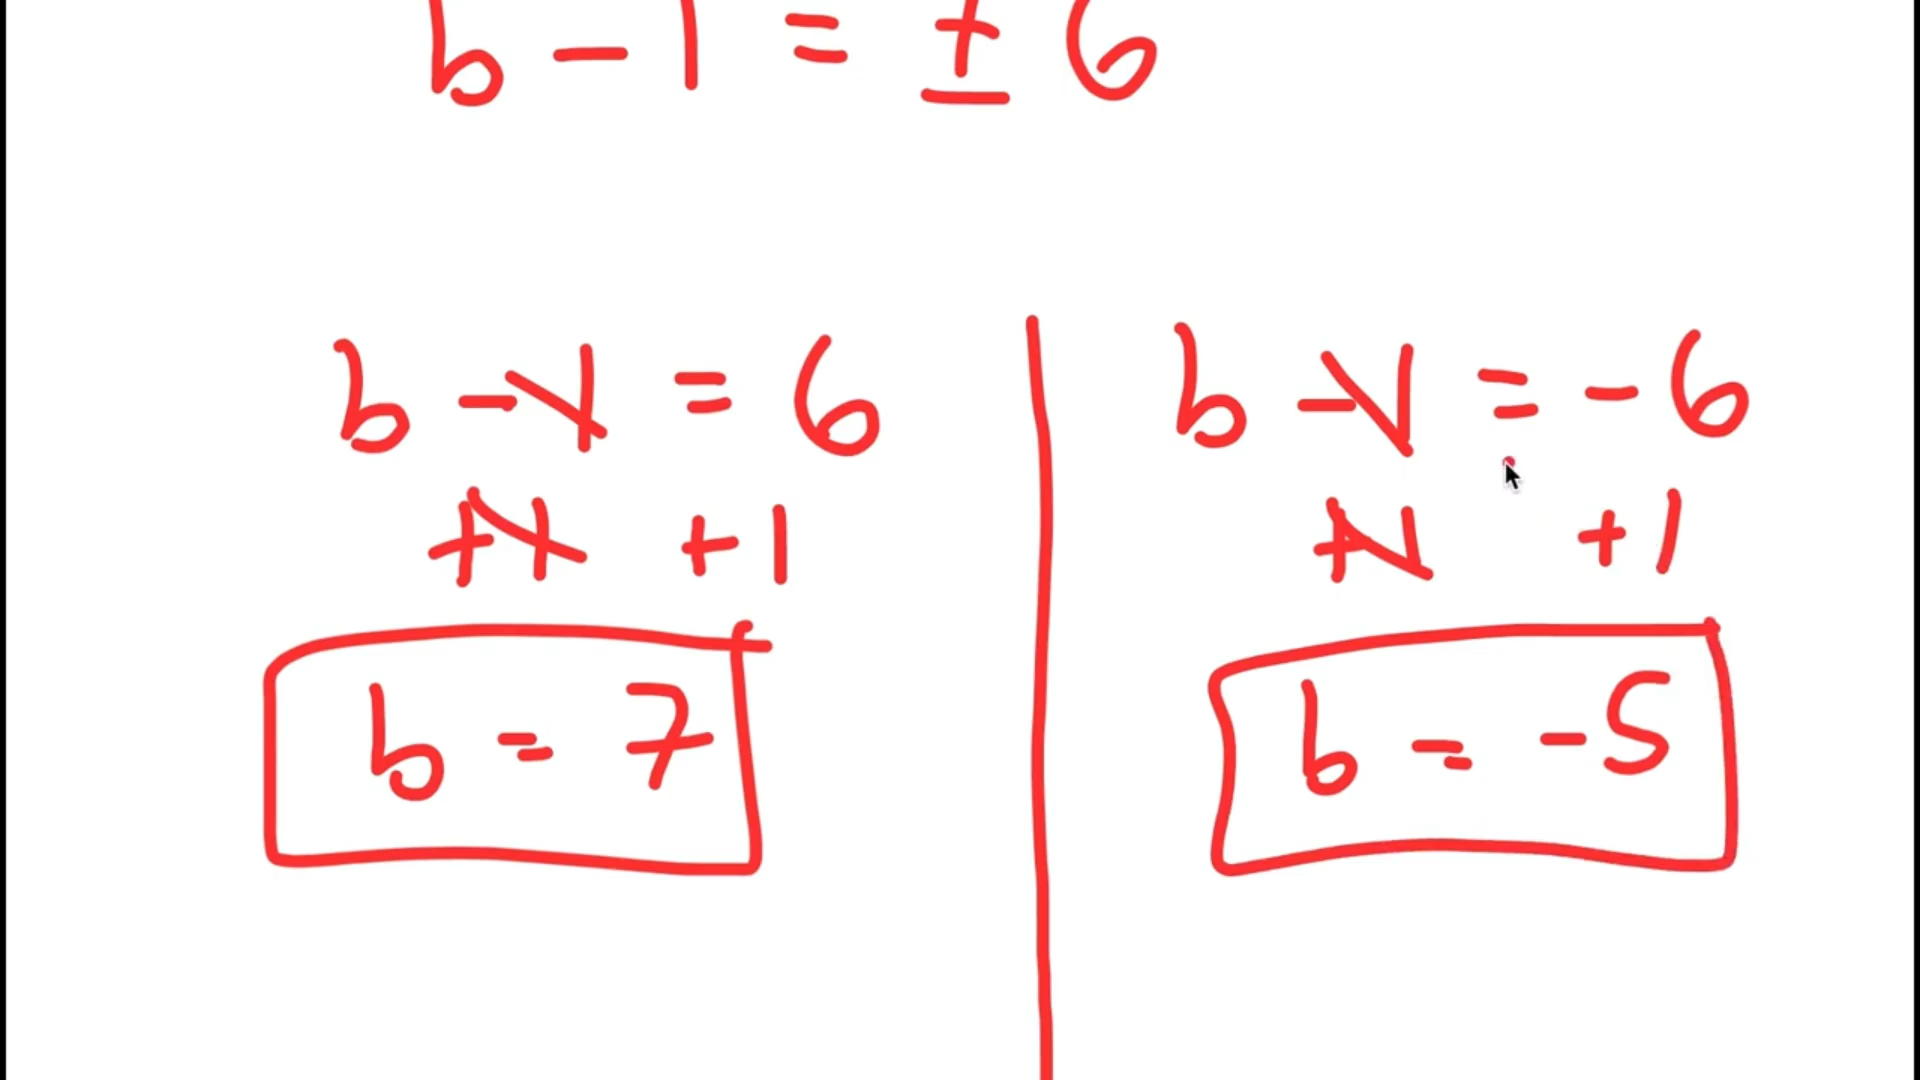 b - 1 = ± 6
b - 1 = 6
+1 +1
b = 7
b - 1 = - 6
+1 +1
b = -5